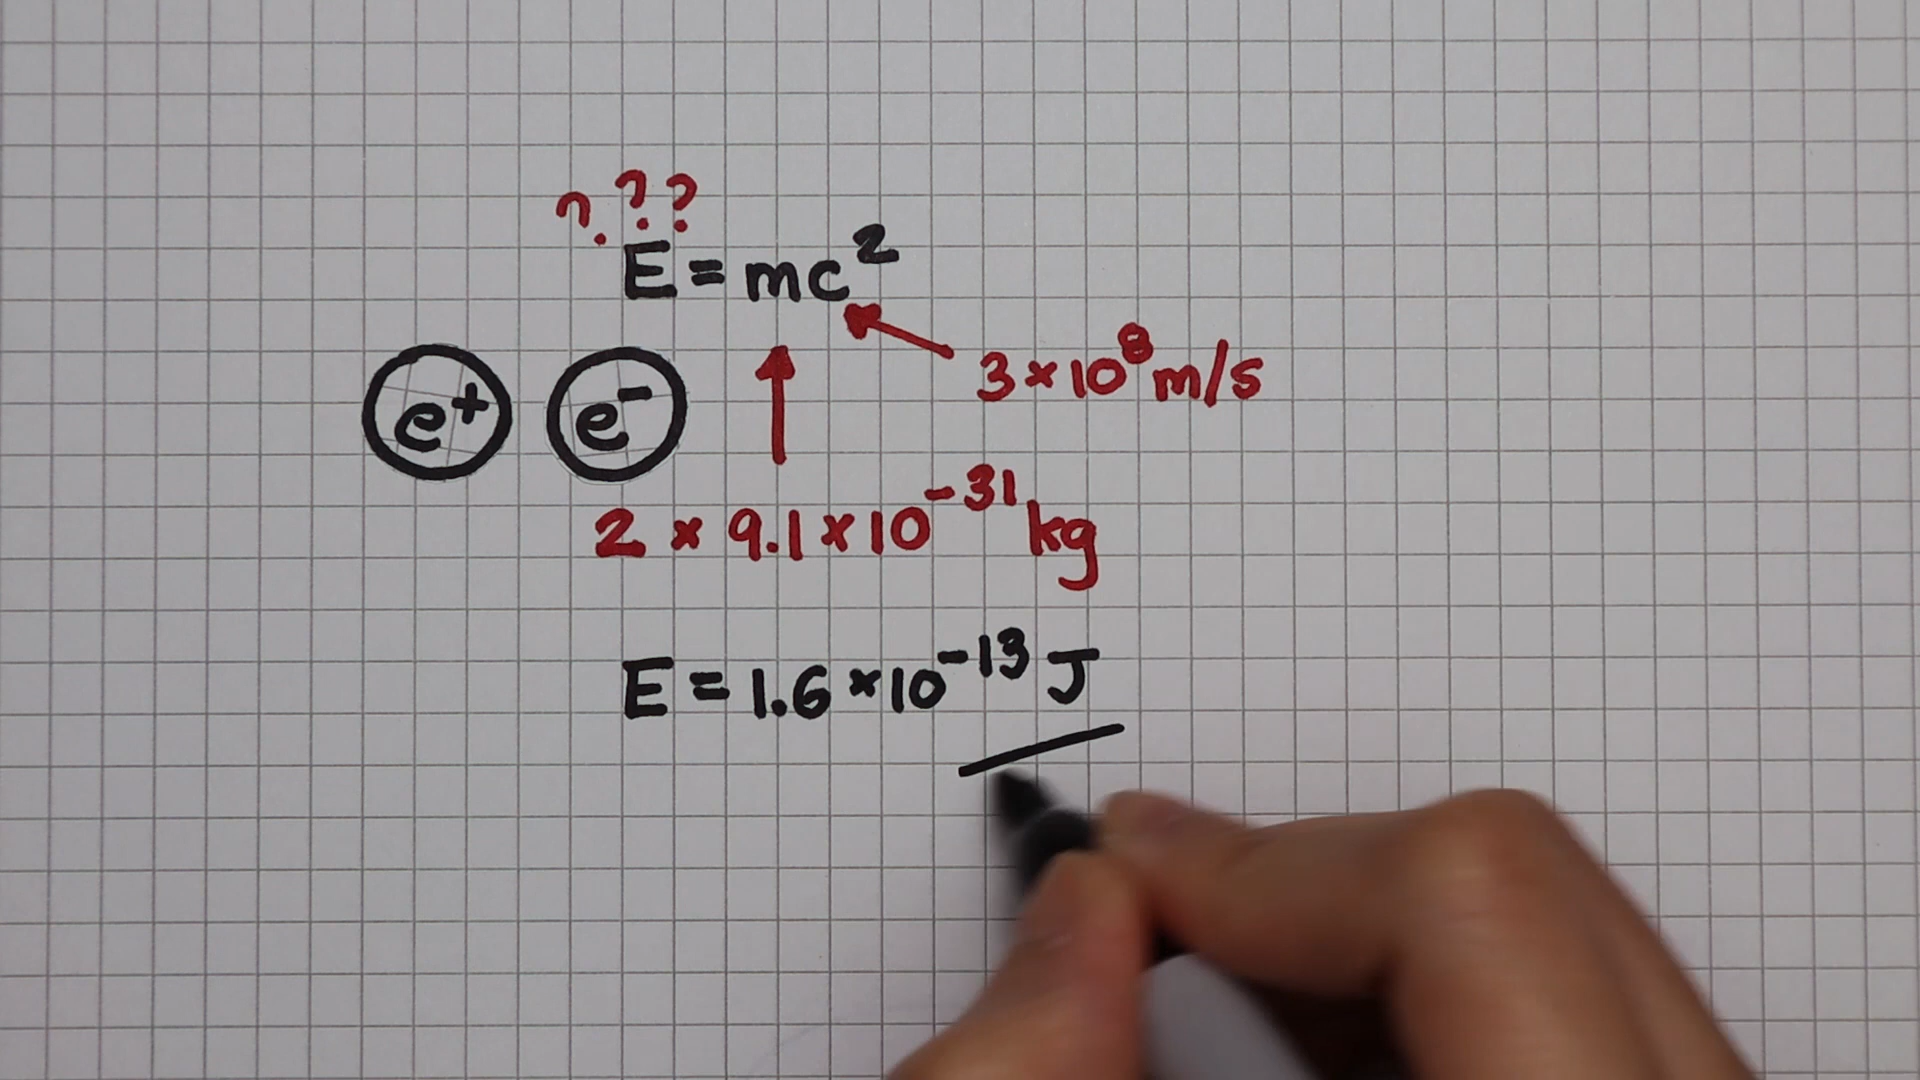 ? ? ?
E = mc²
e⁺ e⁻
3 × 10⁸ m/s
2 × 9.1 × 10⁻³¹ kg
E = 1.6 × 10⁻¹³ J